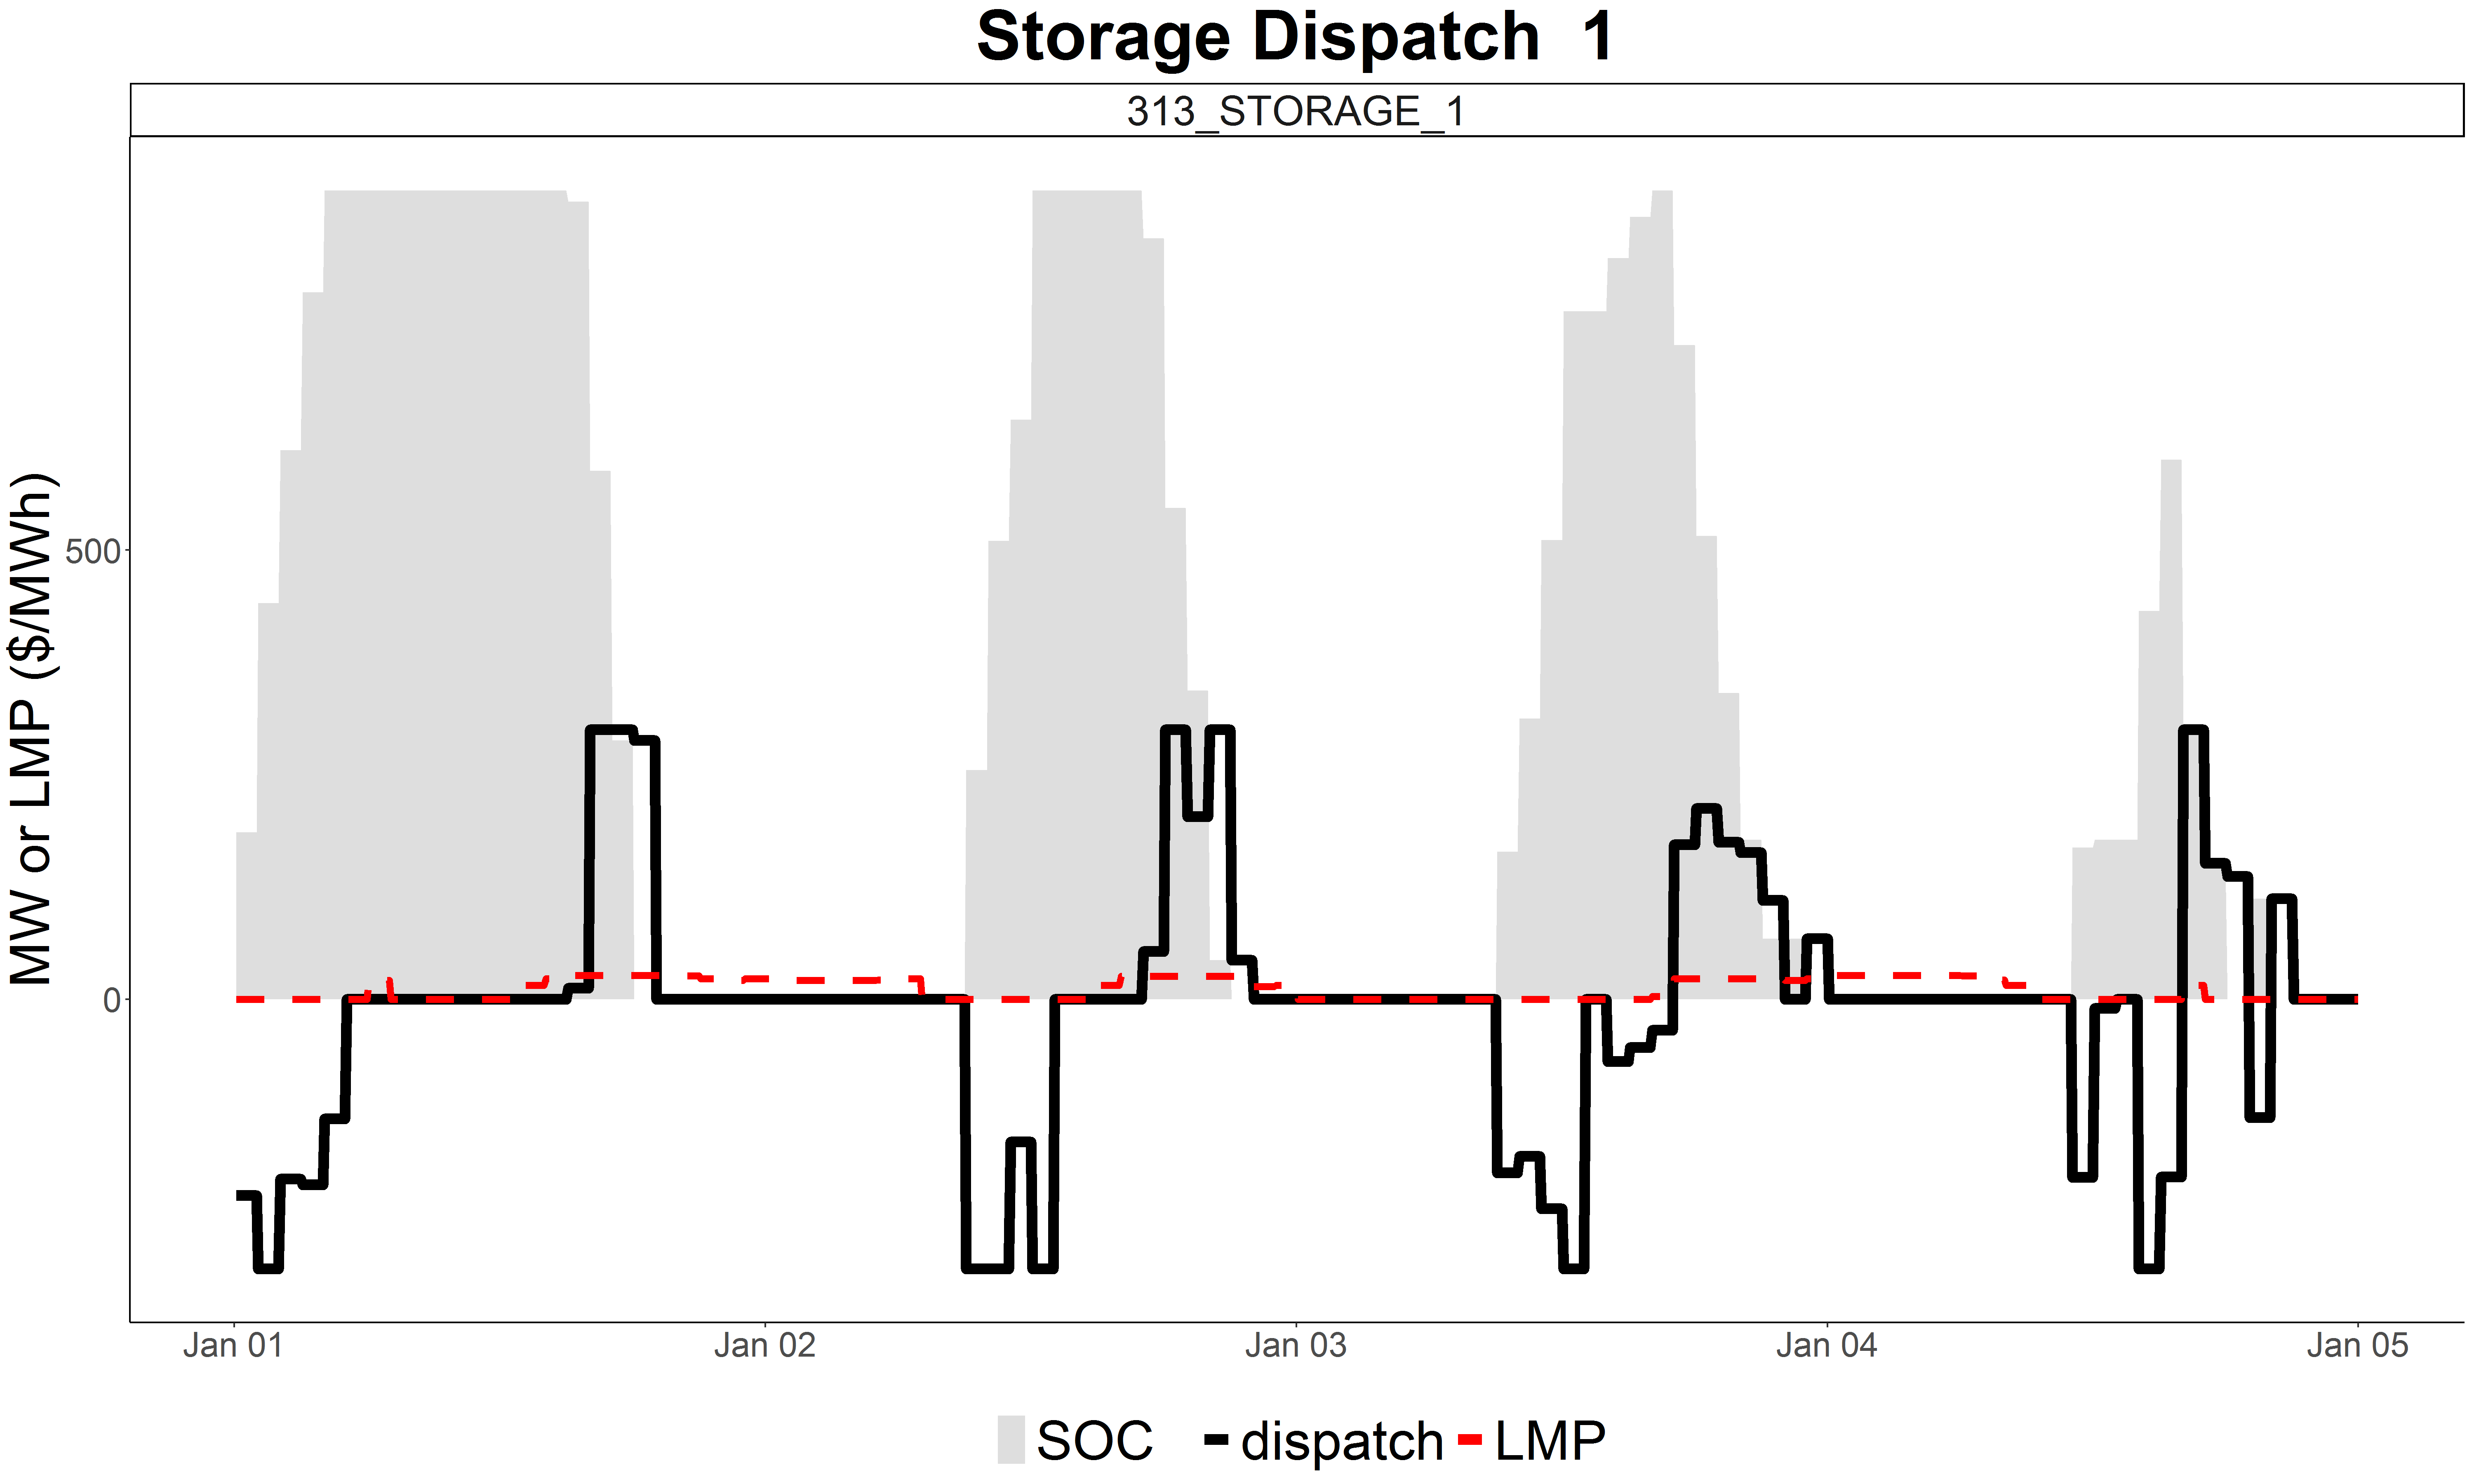 Storage Dispatch  1
313_STORAGE_1
MW or LMP ($/MWh)
500
0
Jan 01
Jan 02
Jan 03
Jan 04
Jan 05
SOC
dispatch
LMP